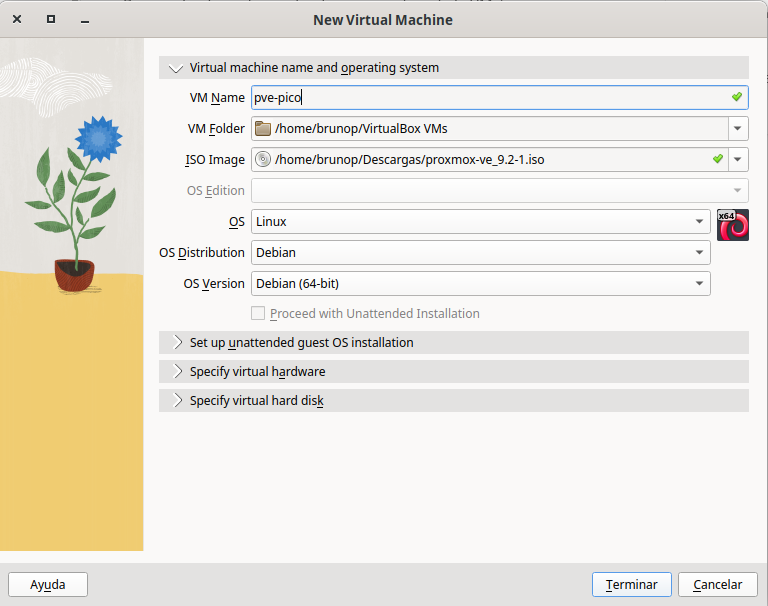 New Virtual Machine
Virtual machine name and operating system
VM Name pve-pico
VM Folder /home/brunop/VirtualBox VMs
ISO Image /home/brunop/Descargas/proxmox-ve_9.2-1.iso
OS Edition
OS Linux x64
OS Distribution Debian
OS Version Debian (64-bit)
Proceed with Unattended Installation
Set up unattended guest OS installation
Specify virtual hardware
Specify virtual hard disk
Ayuda Terminar Cancelar